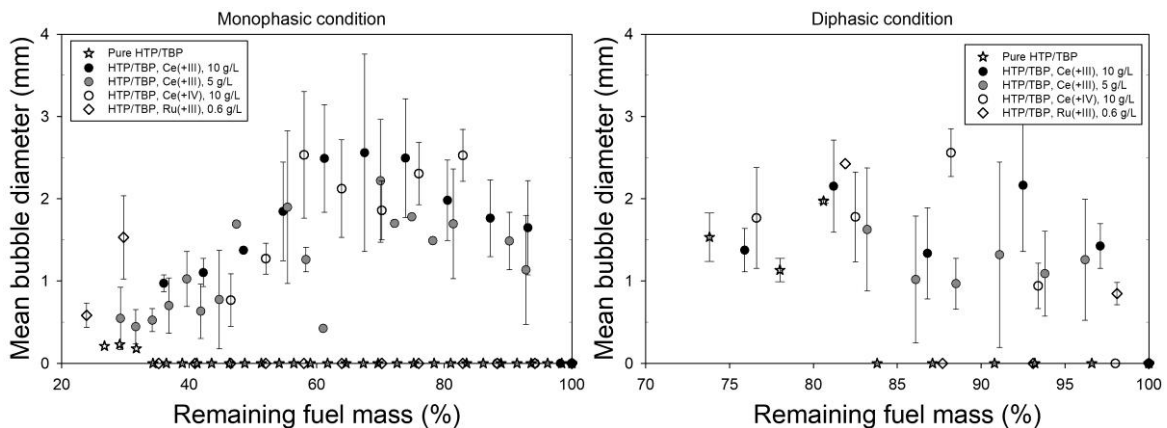 Monophasic condition
Mean bubble diameter (mm)
4
3
2
1
0
Pure HTP/TBP
HTP/TBP, Ce(+III), 10 g/L
HTP/TBP, Ce(+III), 5 g/L
HTP/TBP, Ce(+IV), 10 g/L
HTP/TBP, Ru(+III), 0.6 g/L
20
40
60
80
100
Remaining fuel mass (%)
Diphasic condition
Mean bubble diameter (mm)
4
3
2
1
0
Pure HTP/TBP
HTP/TBP, Ce(+III), 10 g/L
HTP/TBP, Ce(+III), 5 g/L
HTP/TBP, Ce(+IV), 10 g/L
HTP/TBP, Ru(+III), 0.6 g/L
70
75
80
85
90
95
100
Remaining fuel mass (%)